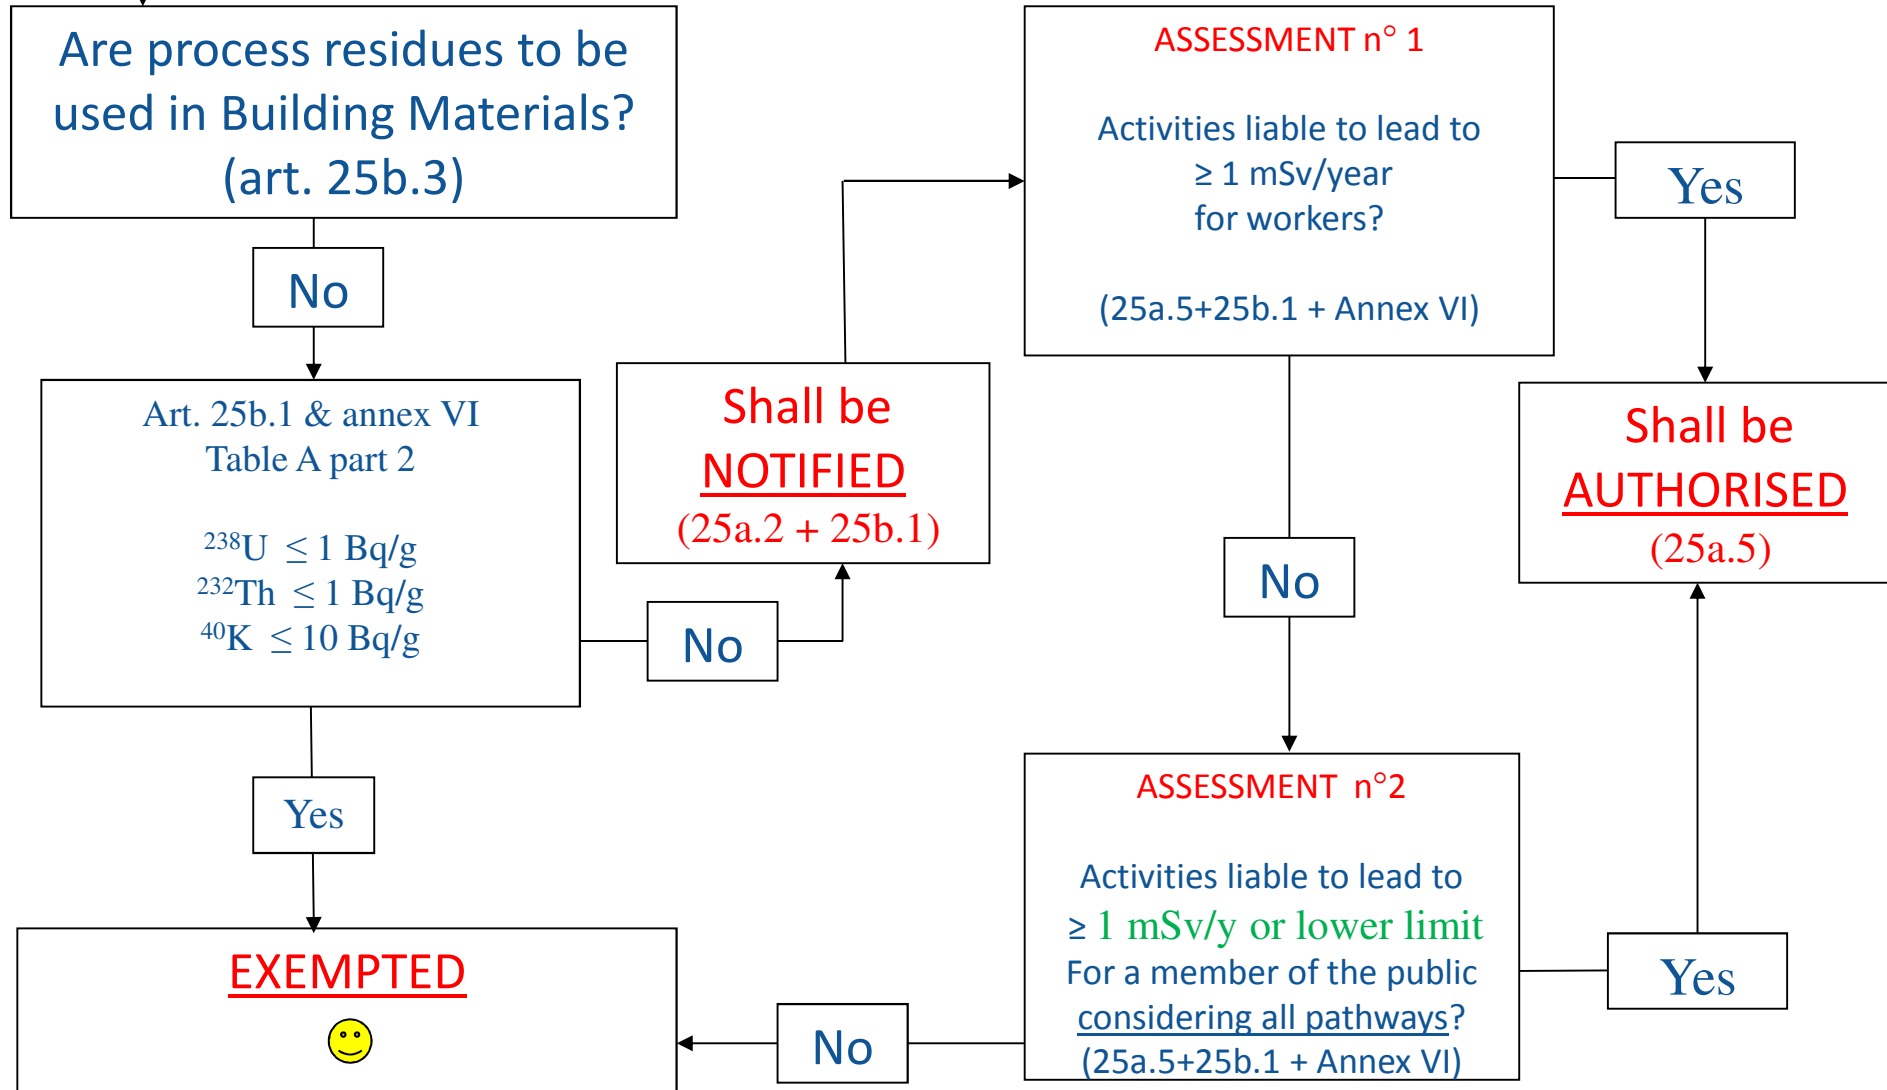 Are process residues to be
used in Building Materials?
(art. 25b.3)
No
Art. 25b.1 & annex VI
Table A part 2
²³⁸U ≤ 1 Bq/g
²³²Th ≤ 1 Bq/g
⁴⁰K ≤ 10 Bq/g
No
Yes
Shall be
NOTIFIED
(25a.2 + 25b.1)
ASSESSMENT n° 1
Activities liable to lead to
≥ 1 mSv/year
for workers?
(25a.5+25b.1 + Annex VI)
Yes
No
Shall be
AUTHORISED
(25a.5)
ASSESSMENT n°2
Activities liable to lead to
≥ 1 mSv/y or lower limit
For a member of the public
considering all pathways?
(25a.5+25b.1 + Annex VI)
Yes
No
EXEMPTED